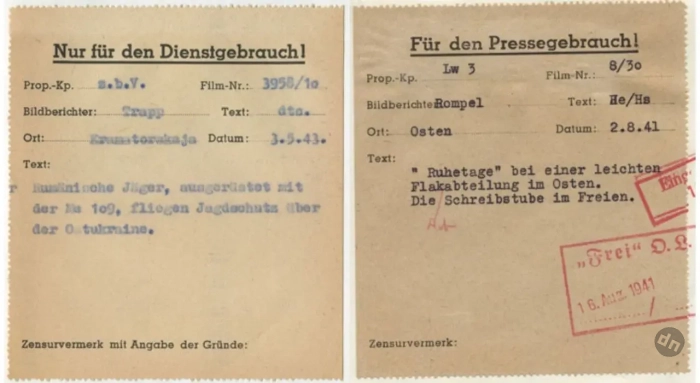 Nur für den Dienstgebrauch!
Prop.-Kp. s.b.V. Film-Nr.: 3958/10
Bildberichter: Trapp Text: dtc.
Ort: Kramatorskaja Datum: 3.5.43.
Text:
Rumänische Jäger, ausgerüstet mit
der Me 109, fliegen Jagdschutz über
der Ostukraine.
Zensurvermerk mit Angabe der Gründe:
Für den Pressegebrauch!
Prop.-Kp. Lw 3 Film-Nr.: 8/30
Bildberichter Rompel Text: He/Hs
Ort: Osten Datum: 2.8.41
Text:
" Ruhetage" bei einer leichten
Flakabteilung im Osten.
Die Schreibstube im Freien.
„Frei" O.K.
16. Aug. 1941
Zensurvermerk:
dn